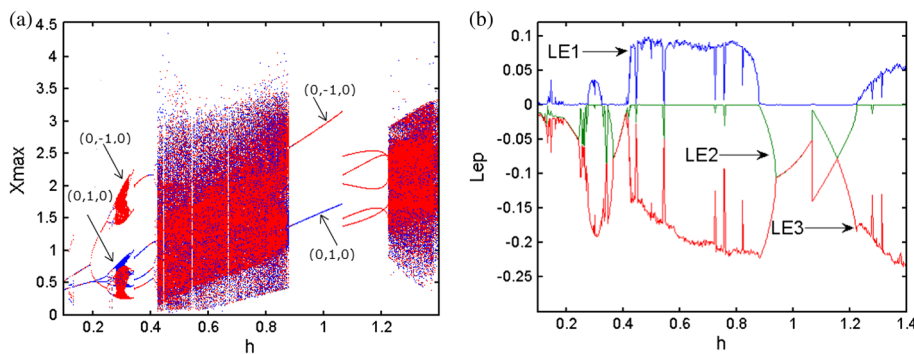 (a)
4.5
4
3.5
3
2.5
2
1.5
1
0.5
0
Xmax
(0,-1,0)
(0,1,0)
(0,-1,0)
(0,1,0)
0.2 0.4 0.6 0.8 1 1.2
h
(b)
0.1
0.05
0
-0.05
-0.10
-0.15
-0.20
-0.25
Lep
LE1
LE2
LE3
0.2 0.4 0.6 0.8 1 1.2 1.4
h